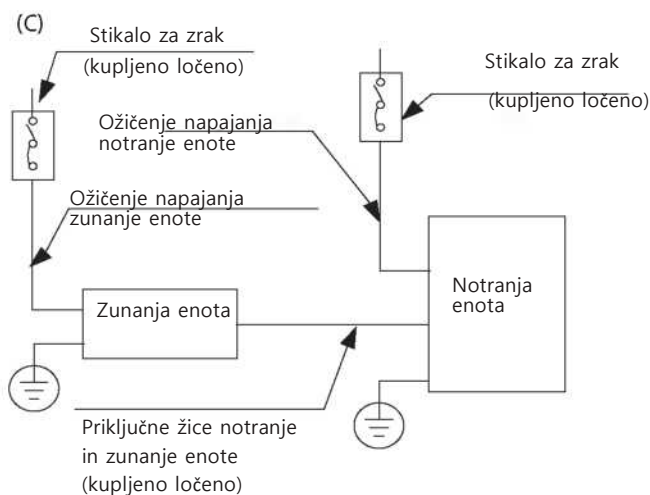 (C)
Stikalo za zrak
(kupljeno ločeno)
Stikalo za zrak
(kupljeno ločeno)
Ožičenje napajanja
notranje enote
Ožičenje napajanja
zunanje enote
Zunanja enota
Notranja
enota
Priključne žice notranje
in zunanje enote
(kupljeno ločeno)